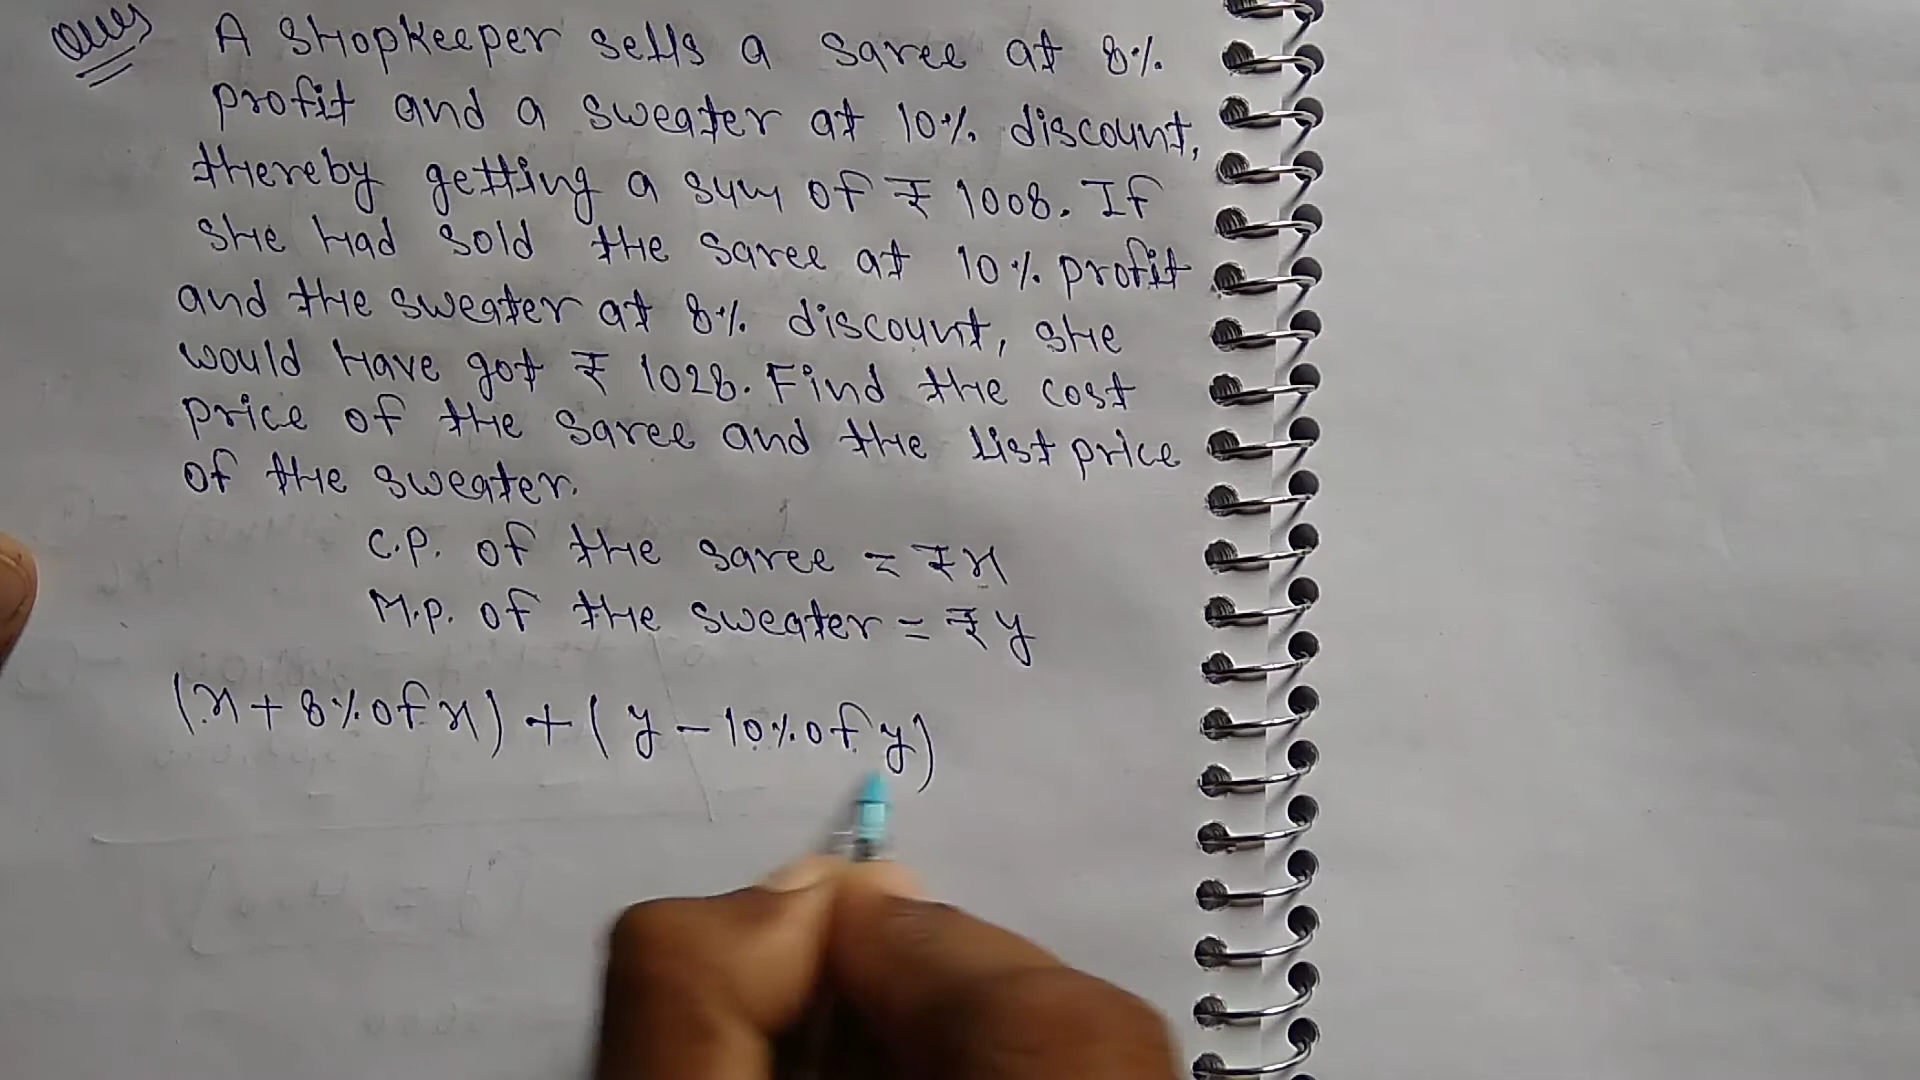 Ques A shopkeeper sells a saree at 8%
profit and a sweater at 10% discount,
thereby getting a sum of ₹ 1008. If
she had sold the saree at 10% profit
and the sweater at 8% discount, she
would have got ₹ 1028. Find the cost
price of the saree and the list price
of the sweater.
C.P. of the saree = ₹ x
M.P. of the sweater = ₹ y
(x + 8% of x) + (y - 10% of y)